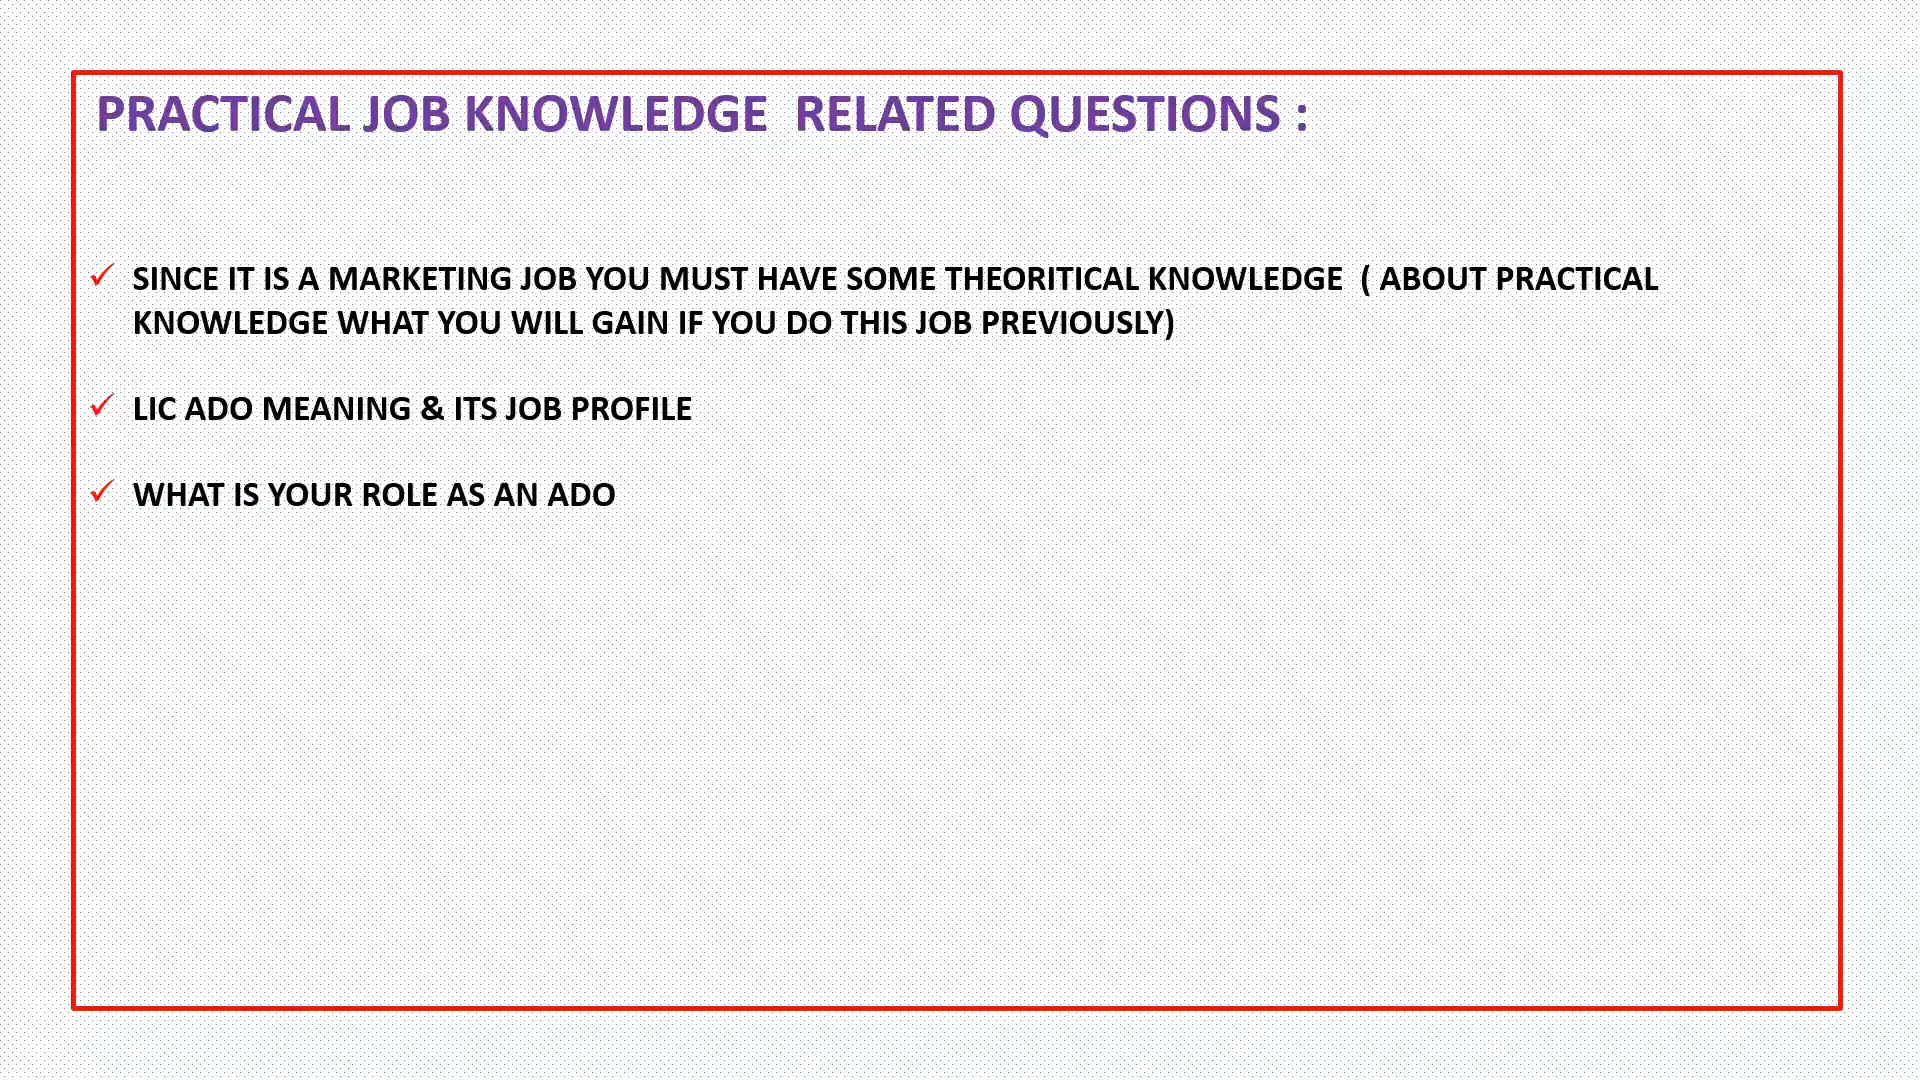 PRACTICAL JOB KNOWLEDGE  RELATED QUESTIONS :
✓ SINCE IT IS A MARKETING JOB YOU MUST HAVE SOME THEORITICAL KNOWLEDGE  ( ABOUT PRACTICAL
KNOWLEDGE WHAT YOU WILL GAIN IF YOU DO THIS JOB PREVIOUSLY)
✓ LIC ADO MEANING & ITS JOB PROFILE
✓ WHAT IS YOUR ROLE AS AN ADO